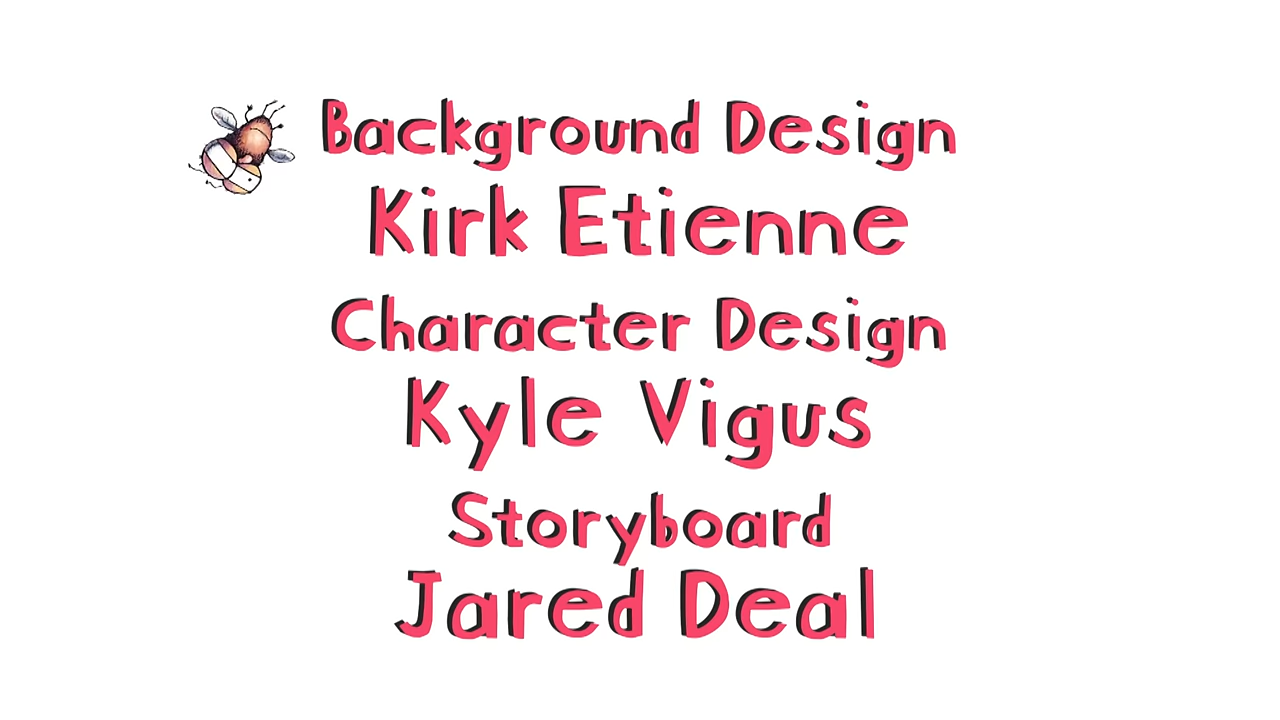 Background Design
Kirk Etienne
Character Design
Kyle Vigus
Storyboard
Jared Deal